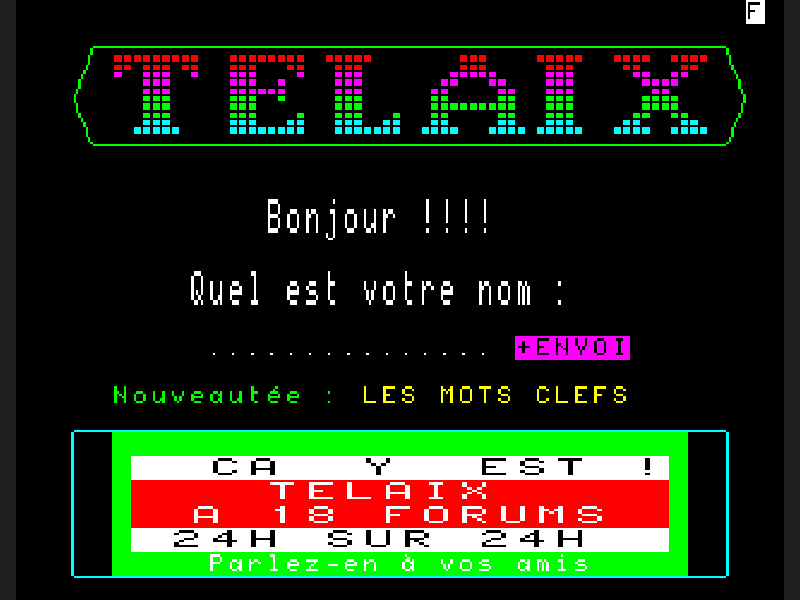 F
TELAIX
Bonjour !!!!
Quel est votre nom :
............... +ENVOI
Nouveautée : LES MOTS CLEFS
CA Y EST !
TELAIX
A 18 FORUMS
24H SUR 24H
Parlez-en à vos amis